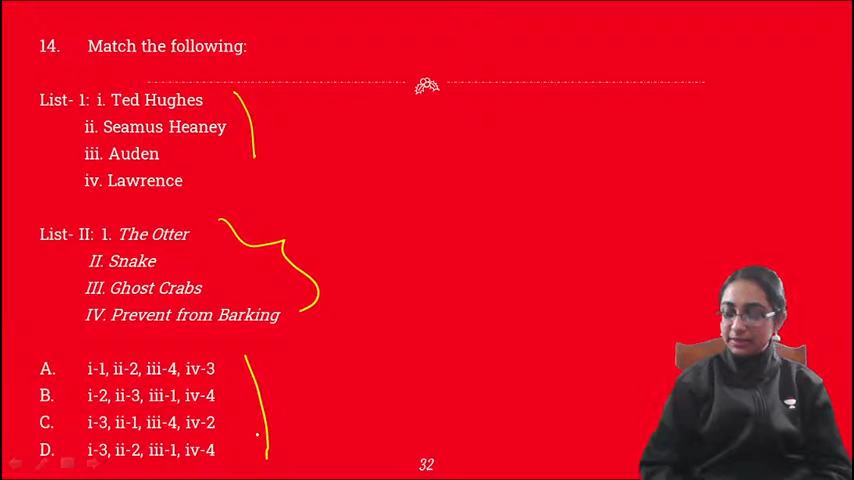 14. Match the following:
List- 1: i. Ted Hughes
ii. Seamus Heaney
iii. Auden
iv. Lawrence
List- II: 1. The Otter
II. Snake
III. Ghost Crabs
IV. Prevent from Barking
A. i-1, ii-2, iii-4, iv-3
B. i-2, ii-3, iii-1, iv-4
C. i-3, ii-1, iii-4, iv-2
D. i-3, ii-2, iii-1, iv-4
32